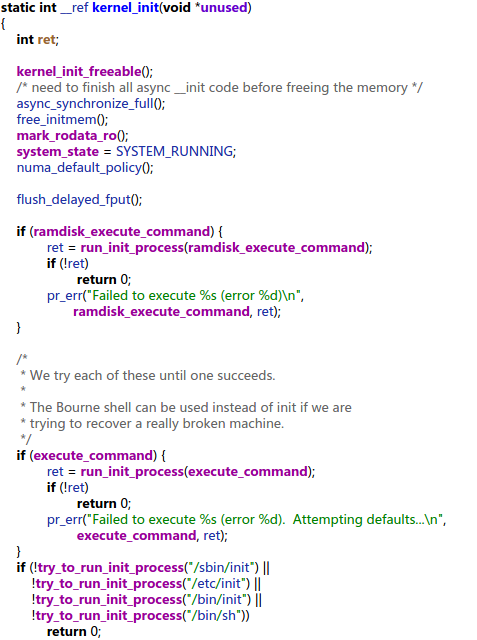 static int __ref kernel_init(void *unused)
{
int ret;
kernel_init_freeable();
/* need to finish all async __init code before freeing the memory */
async_synchronize_full();
free_initmem();
mark_rodata_ro();
system_state = SYSTEM_RUNNING;
numa_default_policy();
flush_delayed_fput();
if (ramdisk_execute_command) {
ret = run_init_process(ramdisk_execute_command);
if (!ret)
return 0;
pr_err("Failed to execute %s (error %d)\n",
ramdisk_execute_command, ret);
}
/*
* We try each of these until one succeeds.
*
* The Bourne shell can be used instead of init if we are
* trying to recover a really broken machine.
*/
if (execute_command) {
ret = run_init_process(execute_command);
if (!ret)
return 0;
pr_err("Failed to execute %s (error %d).  Attempting defaults...\n",
execute_command, ret);
}
if (!try_to_run_init_process("/sbin/init") ||
!try_to_run_init_process("/etc/init") ||
!try_to_run_init_process("/bin/init") ||
!try_to_run_init_process("/bin/sh"))
return 0;